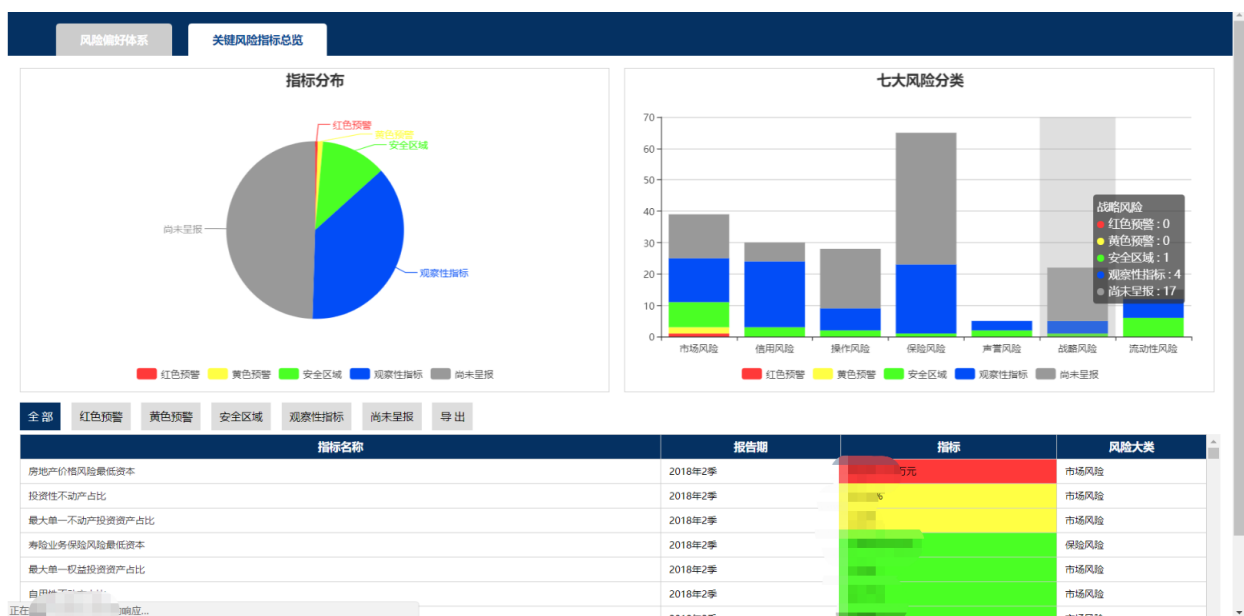 风险偏好体系
关键风险指标总览
指标分布
红色预警
黄色预警
安全区域
尚未呈报
观察性指标
红色预警 黄色预警 安全区域 观察性指标 尚未呈报
七大风险分类
70
60
50
40
30
20
10
0
战略风险
红色预警 : 0
黄色预警 : 0
安全区域 : 1
观察性指标 : 4
尚未呈报 : 17
市场风险 信用风险 操作风险 保险风险 声誉风险 战略风险 流动性风险
红色预警 黄色预警 安全区域 观察性指标 尚未呈报
全部 红色预警 黄色预警 安全区域 观察性指标 尚未呈报 导出
指标名称 报告期 指标 风险大类
房地产价格风险最低资本 2018年2季 万元 市场风险
投资性不动产占比 2018年2季 % 市场风险
最大单一不动产投资资产占比 2018年2季 市场风险
寿险业务保险风险最低资本 2018年2季 保险风险
最大单一权益投资资产占比 2018年2季 市场风险
2018年2季 市场风险
正在 响应...